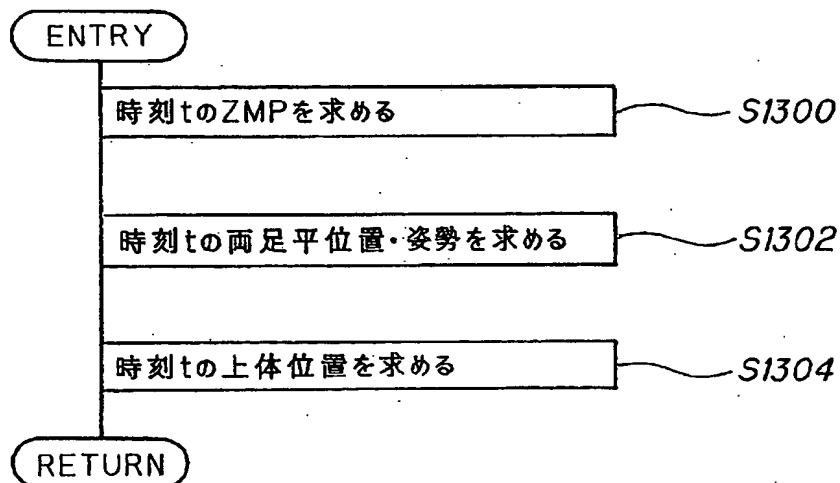 ENTRY
時刻tのZMPを求める S1300
時刻tの両足平位置・姿勢を求める S1302
時刻tの上体位置を求める S1304
RETURN